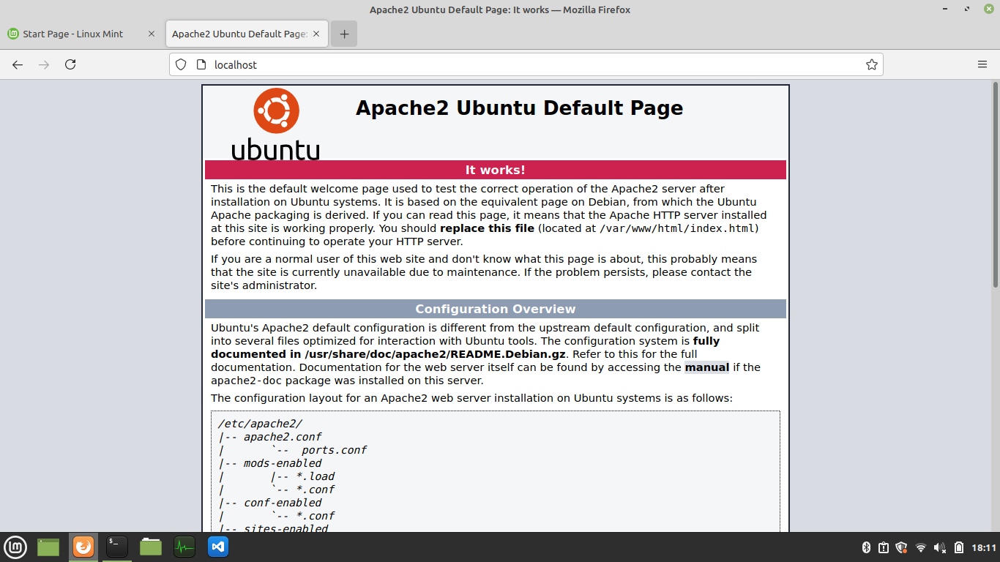 Apache2 Ubuntu Default Page: It works — Mozilla Firefox
Start Page - Linux Mint
Apache2 Ubuntu Default Page:
localhost
ubuntu
Apache2 Ubuntu Default Page
It works!
This is the default welcome page used to test the correct operation of the Apache2 server after
installation on Ubuntu systems. It is based on the equivalent page on Debian, from which the Ubuntu
Apache packaging is derived. If you can read this page, it means that the Apache HTTP server installed
at this site is working properly. You should replace this file (located at /var/www/html/index.html)
before continuing to operate your HTTP server.
If you are a normal user of this web site and don't know what this page is about, this probably means
that the site is currently unavailable due to maintenance. If the problem persists, please contact the
site's administrator.
Configuration Overview
Ubuntu's Apache2 default configuration is different from the upstream default configuration, and split
into several files optimized for interaction with Ubuntu tools. The configuration system is fully
documented in /usr/share/doc/apache2/README.Debian.gz. Refer to this for the full
documentation. Documentation for the web server itself can be found by accessing the manual if the
apache2-doc package was installed on this server.
The configuration layout for an Apache2 web server installation on Ubuntu systems is as follows:
/etc/apache2/
|-- apache2.conf
|       `--  ports.conf
|-- mods-enabled
|       |-- *.load
|       `-- *.conf
|-- conf-enabled
|       `-- *.conf
|-- sites-enabled
18:11